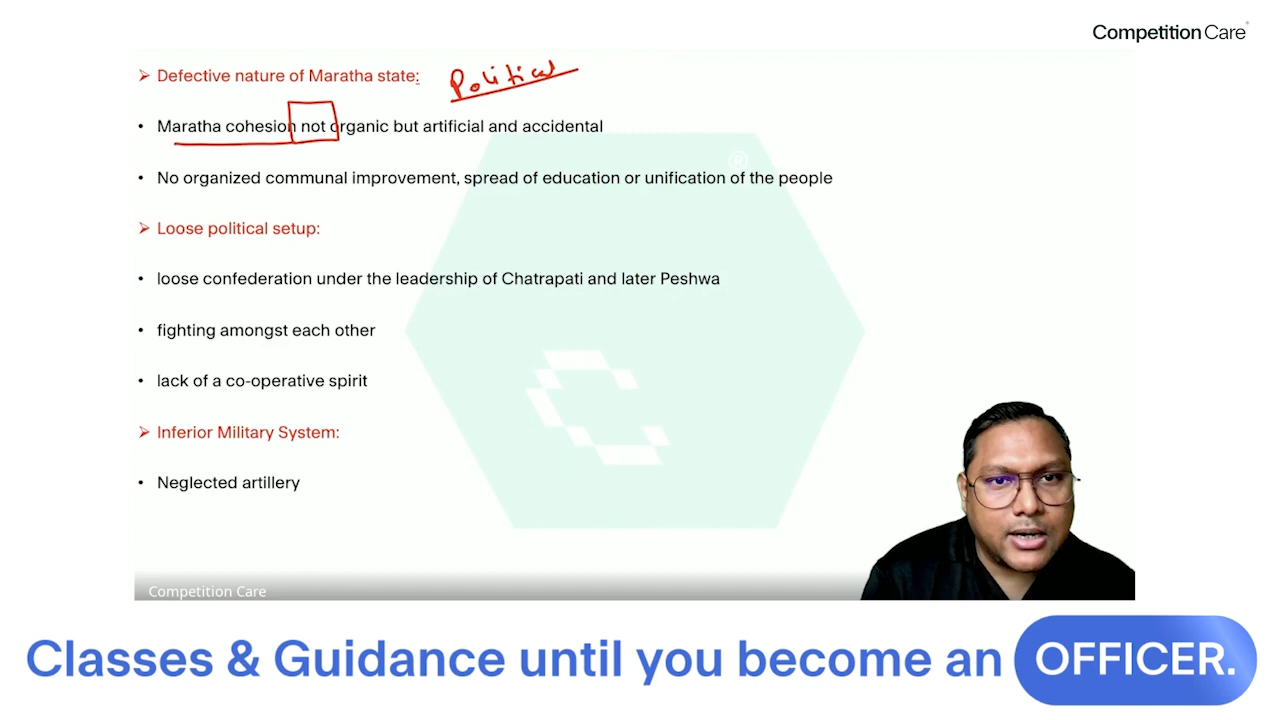 Competition Care
➢ Defective nature of Maratha state: Political
• Maratha cohesion not organic but artificial and accidental
• No organized communal improvement, spread of education or unification of the people
➢ Loose political setup:
• loose confederation under the leadership of Chatrapati and later Peshwa
• fighting amongst each other
• lack of a co-operative spirit
➢ Inferior Military System:
• Neglected artillery
Competition Care
Classes & Guidance until you become an OFFICER.